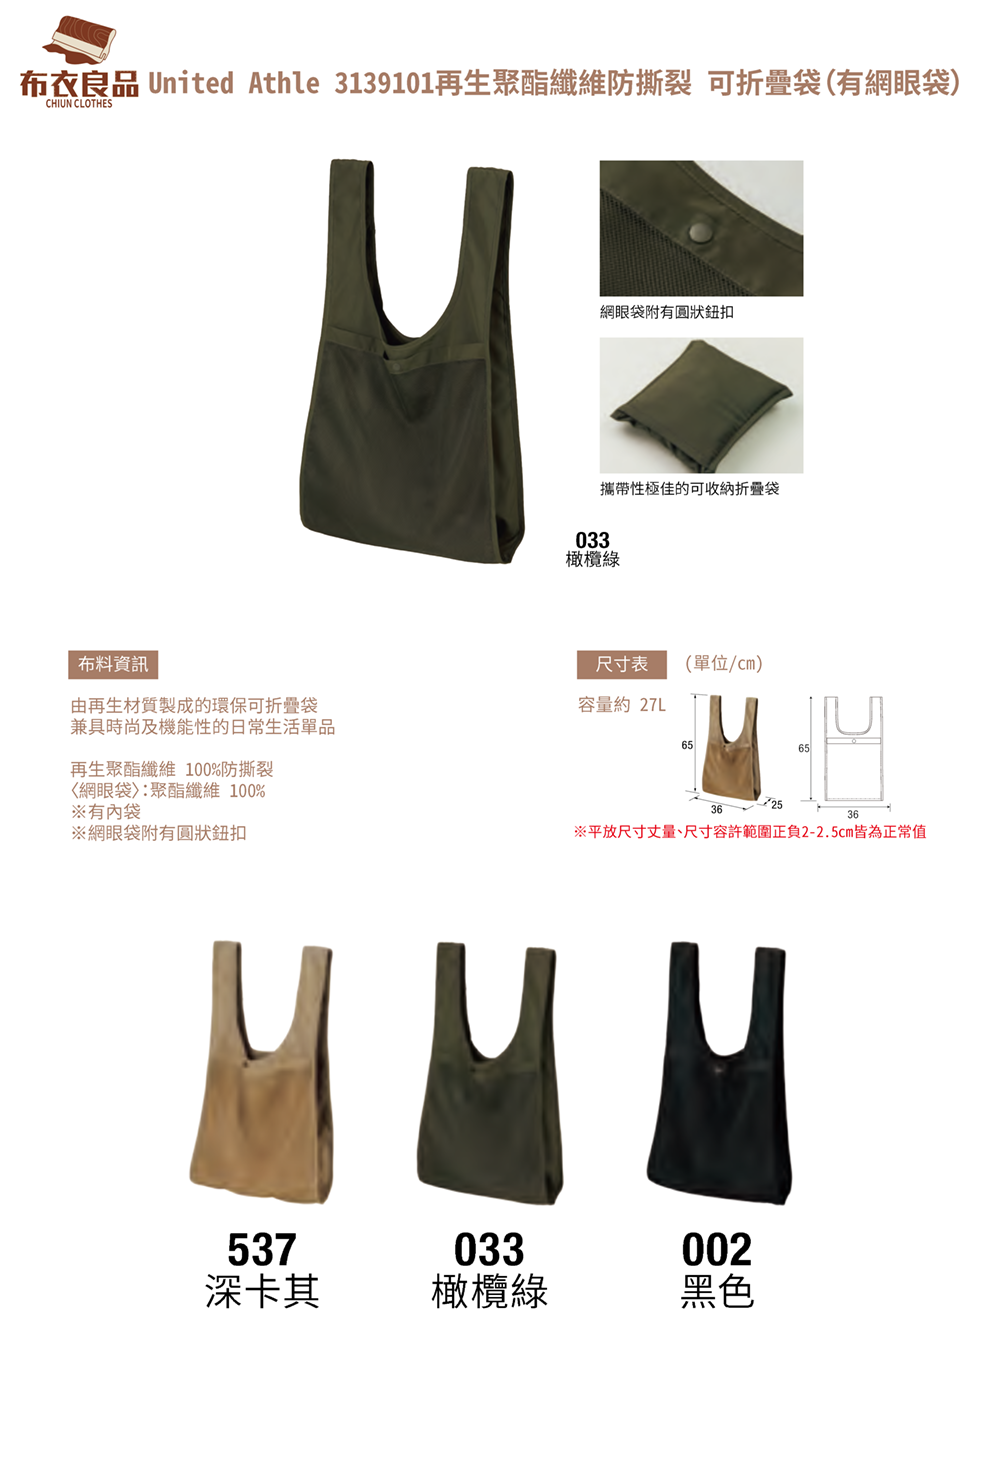 布衣良品
CHIUN CLOTHES
United Athle 3139101再生聚酯纖維防撕裂 可折疊袋(有網眼袋)
網眼袋附有圓狀鈕扣
攜帶性極佳的可收納折疊袋
033
橄欖綠
布料資訊
由再生材質製成的環保可折疊袋
兼具時尚及機能性的日常生活單品
再生聚酯纖維 100%防撕裂
〈網眼袋〉:聚酯纖維 100%
※有內袋
※網眼袋附有圓狀鈕扣
尺寸表 (單位/cm)
容量約 27L
65
36
25
65
36
※平放尺寸丈量、尺寸容許範圍正負2-2.5cm皆為正常值
537
深卡其
033
橄欖綠
002
黑色